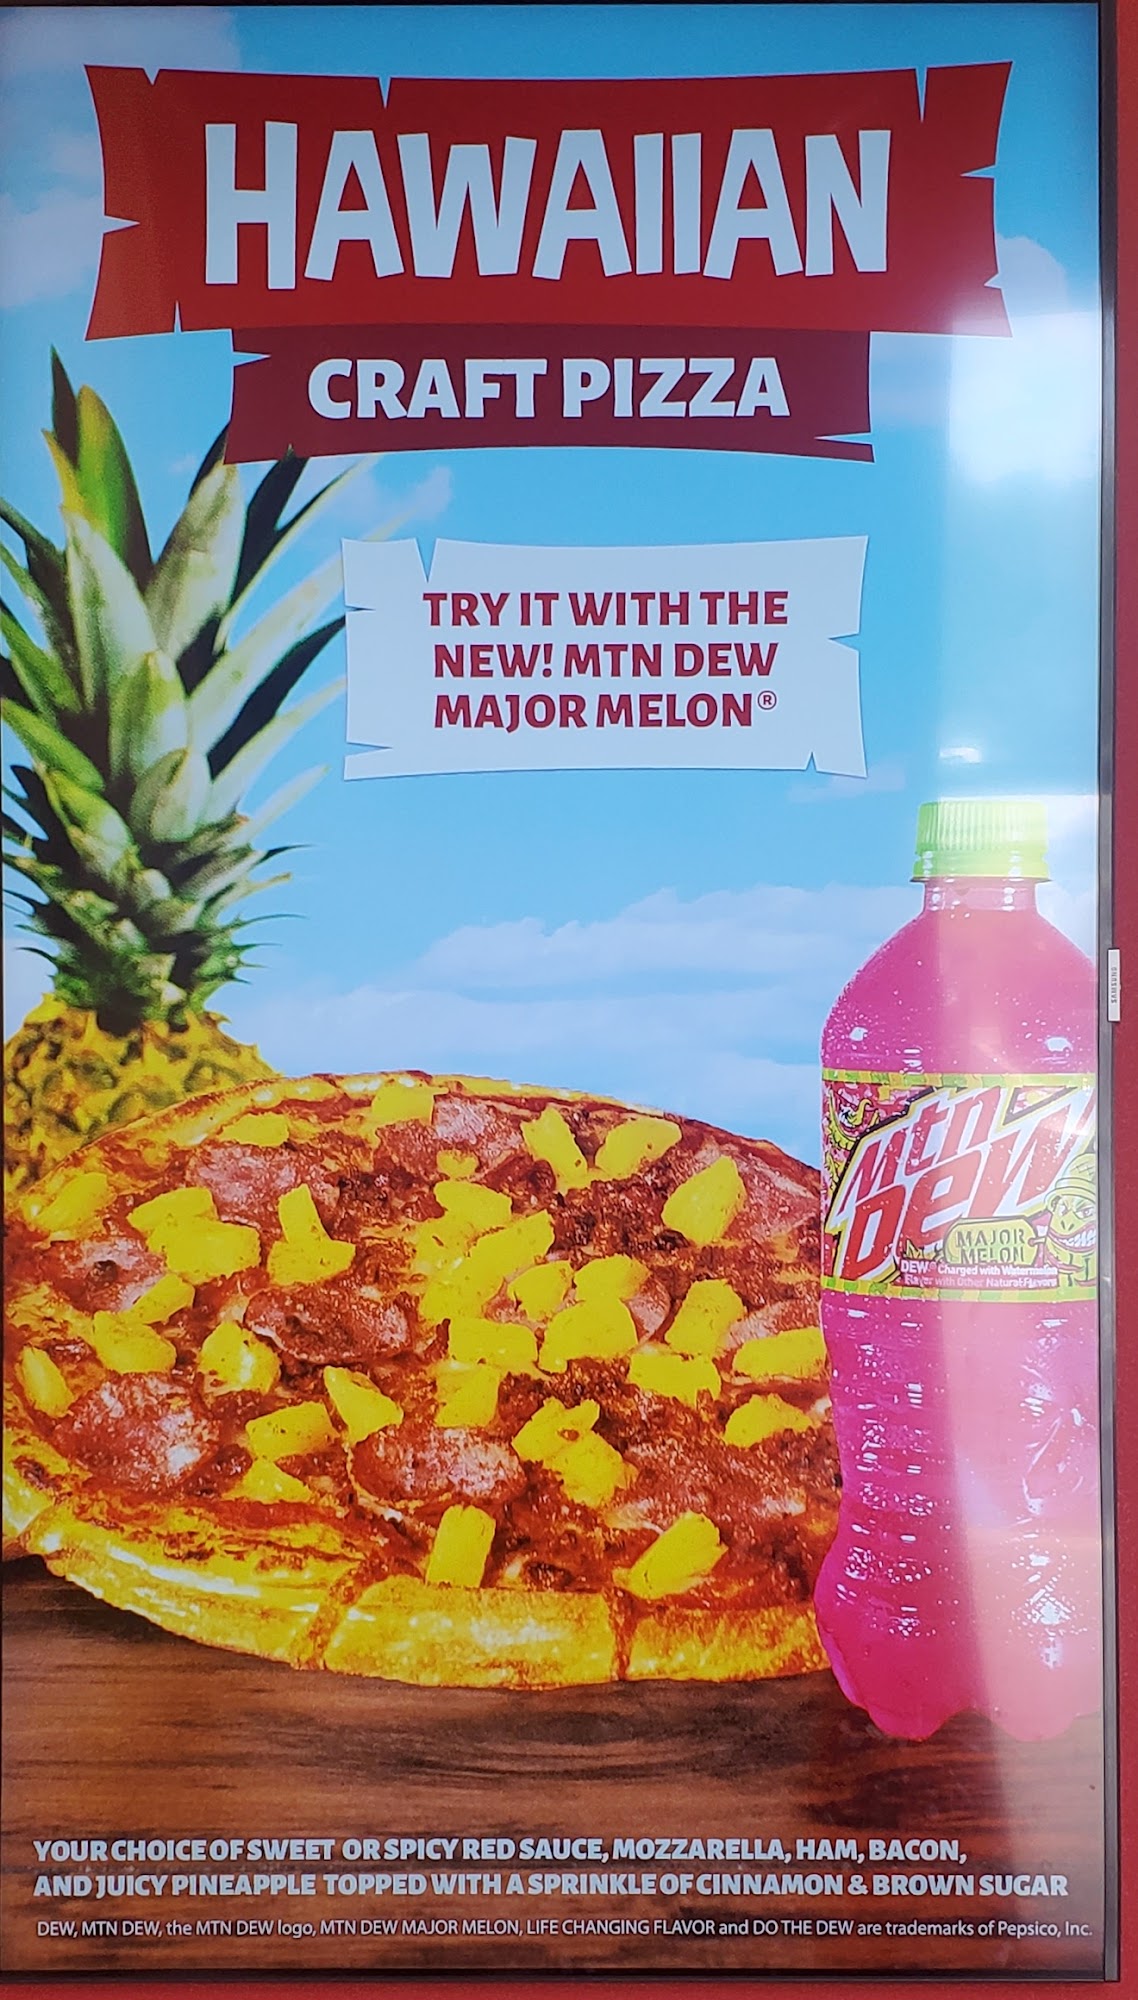 HAWAIIAN
CRAFT PIZZA
TRY IT WITH THE
NEW! MTN DEW
MAJOR MELON®
SAMSUNG
Mtn
Dew
MAJOR
MELON
DEW® Charged with Watermelon
Flavor with Other Natural Flavors
YOUR CHOICE OF SWEET OR SPICY RED SAUCE, MOZZARELLA, HAM, BACON,
AND JUICY PINEAPPLE TOPPED WITH A SPRINKLE OF CINNAMON & BROWN SUGAR
DEW, MTN DEW, the MTN DEW logo, MTN DEW MAJOR MELON, LIFE CHANGING FLAVOR and DO THE DEW are trademarks of Pepsico, Inc.